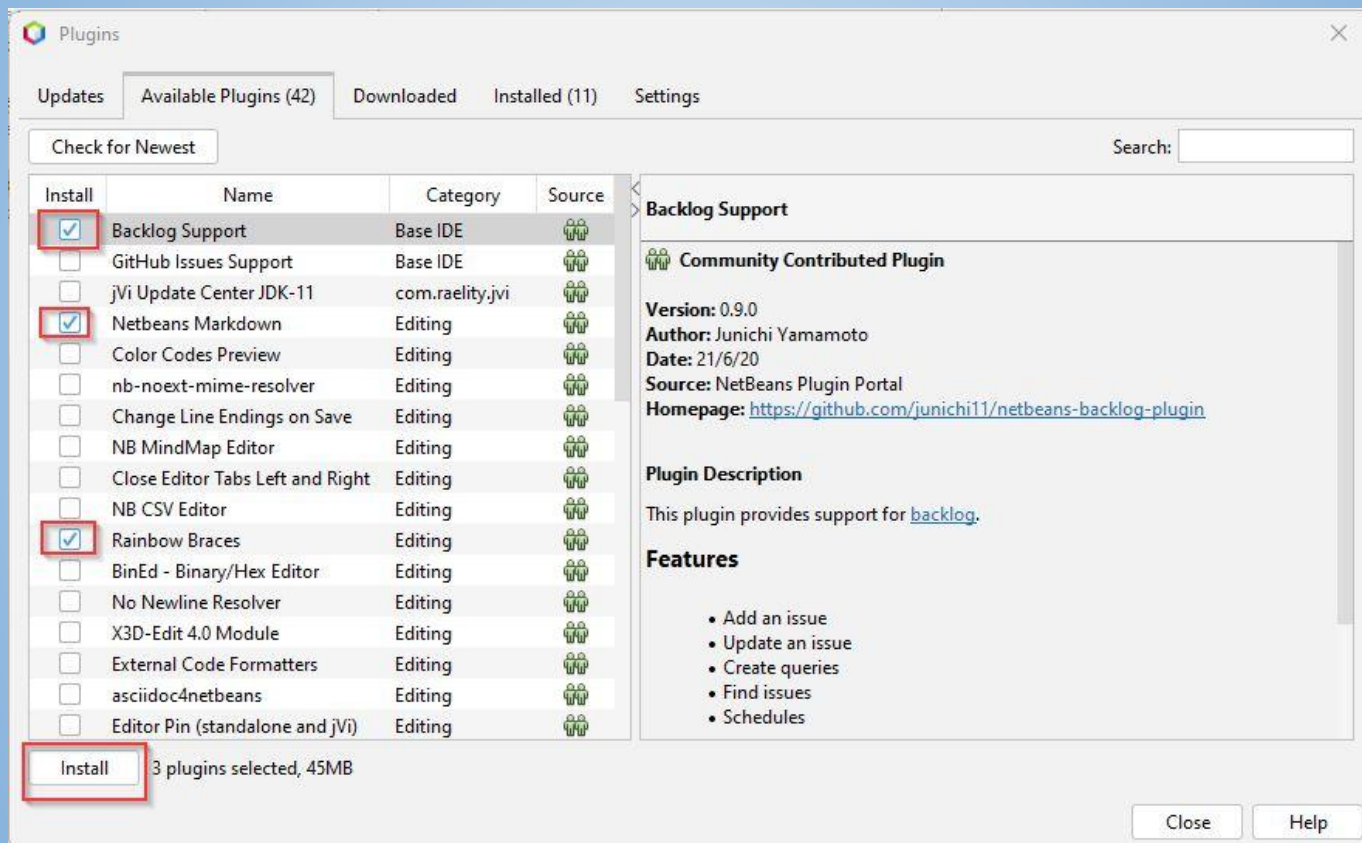 Plugins
Updates
Available Plugins (42)
Downloaded
Installed (11)
Settings
Check for Newest
Search:
Install Name Category Source
Backlog Support Base IDE
GitHub Issues Support Base IDE
jVi Update Center JDK-11 com.raelity.jvi
Netbeans Markdown Editing
Color Codes Preview Editing
nb-noext-mime-resolver Editing
Change Line Endings on Save Editing
NB MindMap Editor Editing
Close Editor Tabs Left and Right Editing
NB CSV Editor Editing
Rainbow Braces Editing
BinEd - Binary/Hex Editor Editing
No Newline Resolver Editing
X3D-Edit 4.0 Module Editing
External Code Formatters Editing
asciidoc4netbeans Editing
Editor Pin (standalone and jVi) Editing
Backlog Support
Community Contributed Plugin
Version: 0.9.0
Author: Junichi Yamamoto
Date: 21/6/20
Source: NetBeans Plugin Portal
Homepage: https://github.com/junichi11/netbeans-backlog-plugin
Plugin Description
This plugin provides support for backlog.
Features
• Add an issue
• Update an issue
• Create queries
• Find issues
• Schedules
Install 3 plugins selected, 45MB
Close
Help